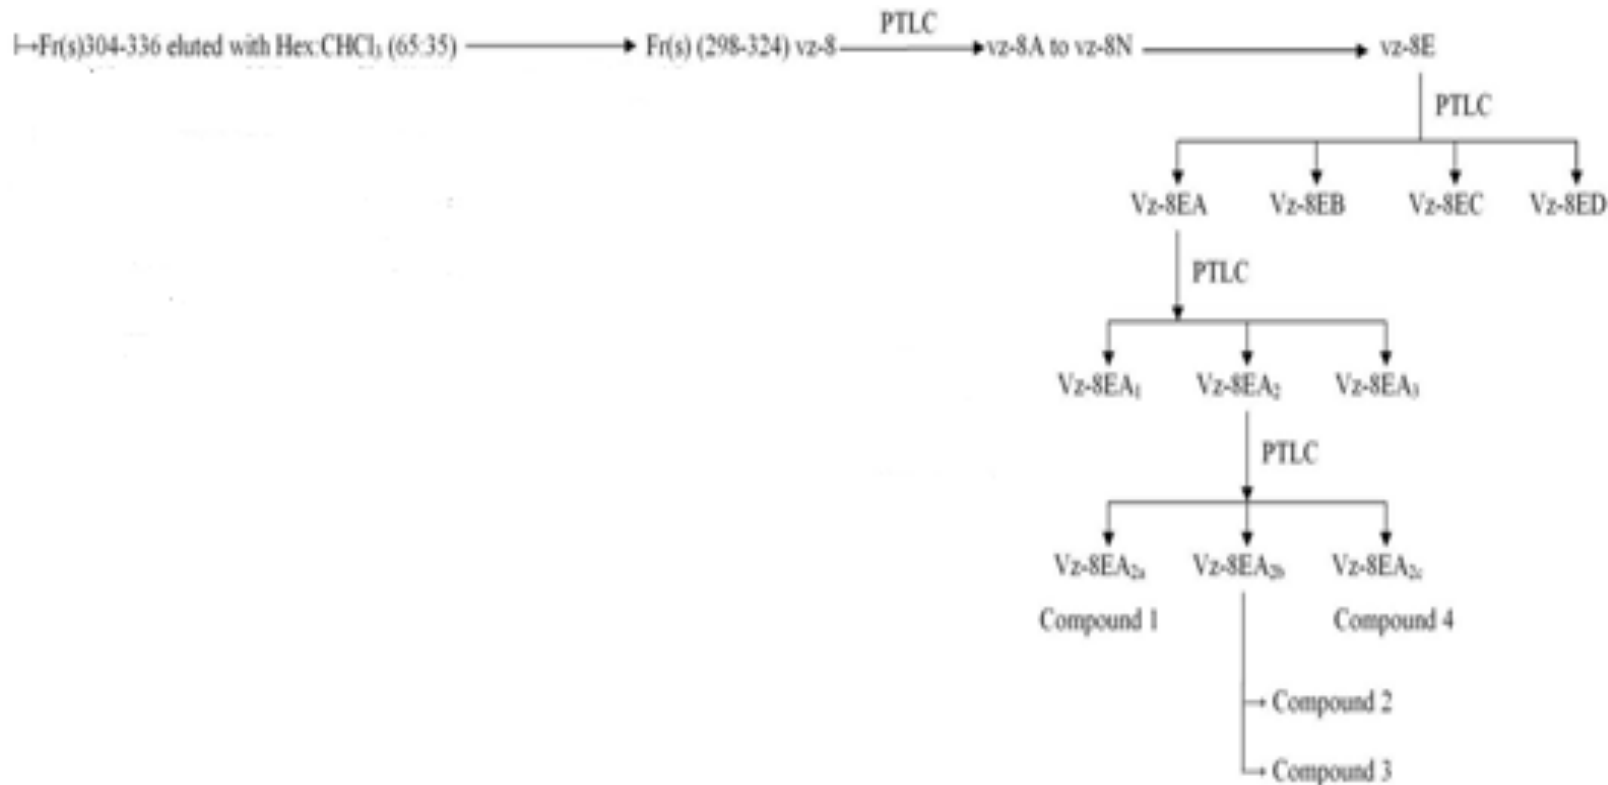 PTLC
↦Fr(s)304-336 eluted with Hex:CHCl₃ (65:35) → Fr(s) (298-324) vz-8 → vz-8A to vz-8N → vz-8E
PTLC
Vz-8EA Vz-8EB Vz-8EC Vz-8ED
PTLC
Vz-8EA₁ Vz-8EA₂ Vz-8EA₃
PTLC
Vz-8EA₂ₐ Vz-8EA₂b Vz-8EA₂c
Compound 1 Compound 4
Compound 2
Compound 3